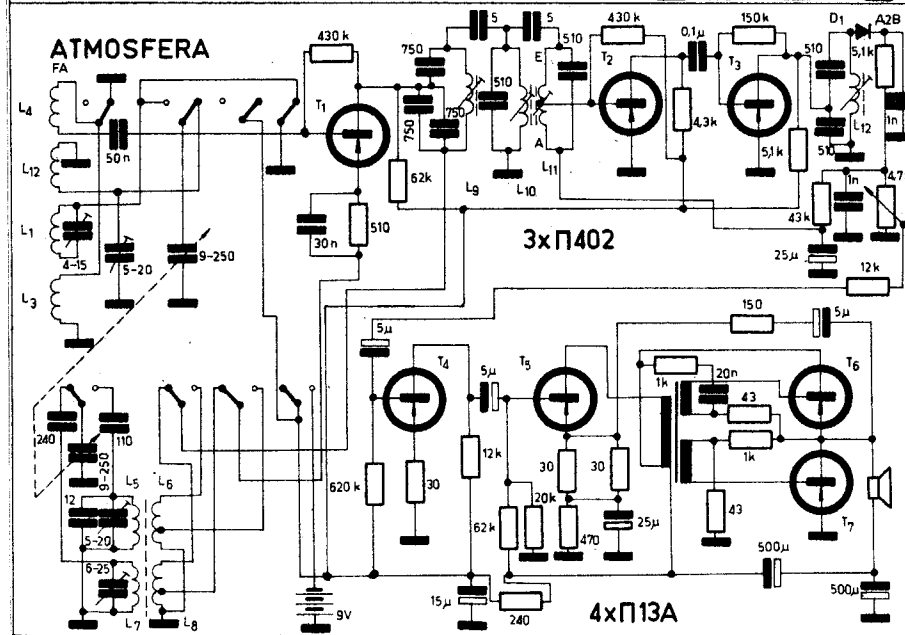 ATMOSFERA
FA
L4
50n
L12
L1
4-15
5-20
9-250
L3
430k
T1
62k
510
30n
750
750
750
5
5
510
510
L9
L10
E
A
L11
430k
T2
4,3k
0,1µ
150k
T3
5,1k
510
510
D1
A2B
5,1k
L12
1n
43k
1n
4,7
25µ
12k
3xП402
240
110
9-250
12
5-20
L5
L6
6-25
L7
L8
9V
5µ
T4
620k
30
12k
15µ
5µ
T5
62k
20k
240
30
30
470
25µ
150
5µ
1k
20n
43
1k
43
T6
T7
500µ
500µ
4xП13A